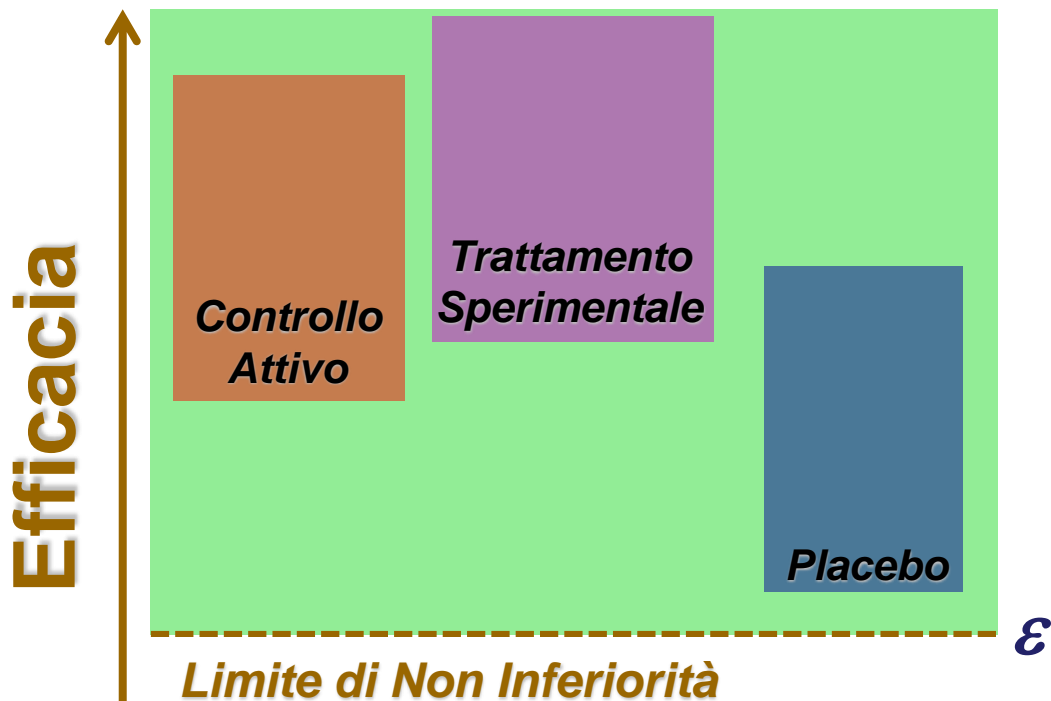 Efficacia
Controllo
Attivo
Trattamento
Sperimentale
Placebo
ε
Limite di Non Inferiorità